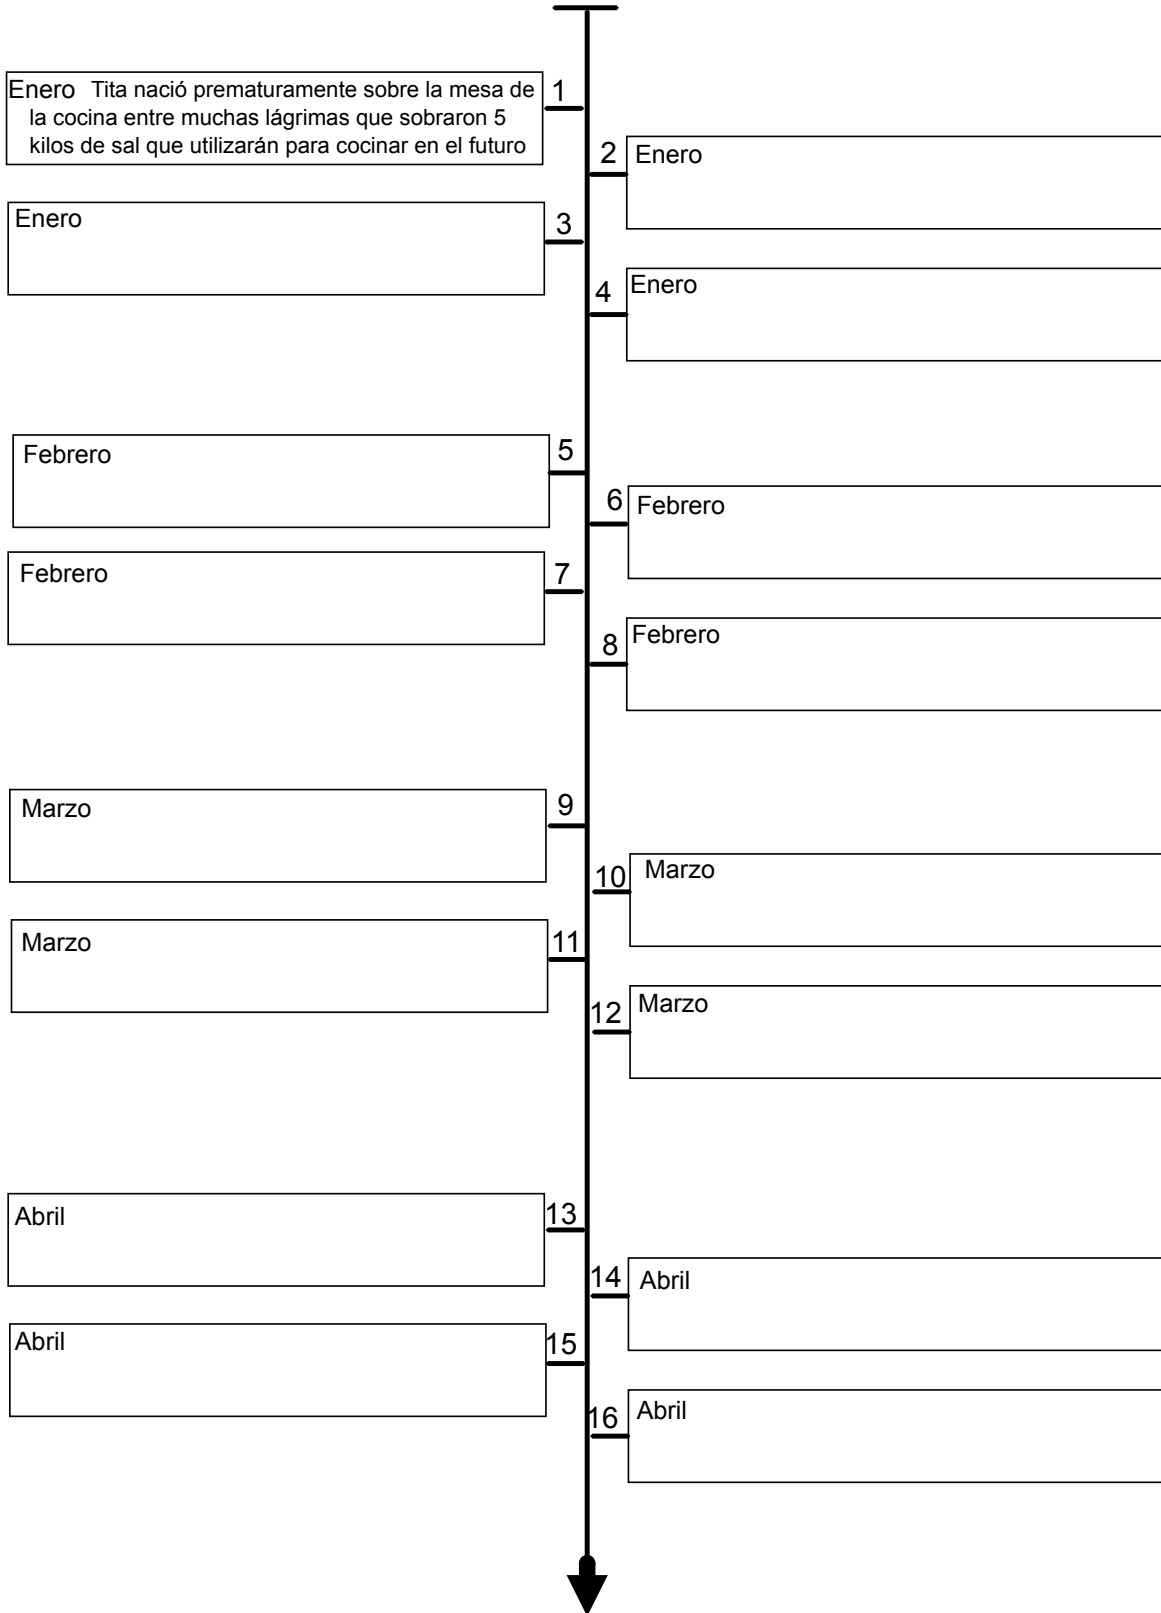 Enero Tita nació prematuramente sobre la mesa de
la cocina entre muchas lágrimas que sobraron 5
kilos de sal que utilizarán para cocinar en el futuro
1
2
Enero
Enero
3
4
Enero
Febrero
5
6
Febrero
Febrero
7
8
Febrero
Marzo
9
10
Marzo
Marzo
11
12
Marzo
Abril
13
14
Abril
Abril
15
16
Abril